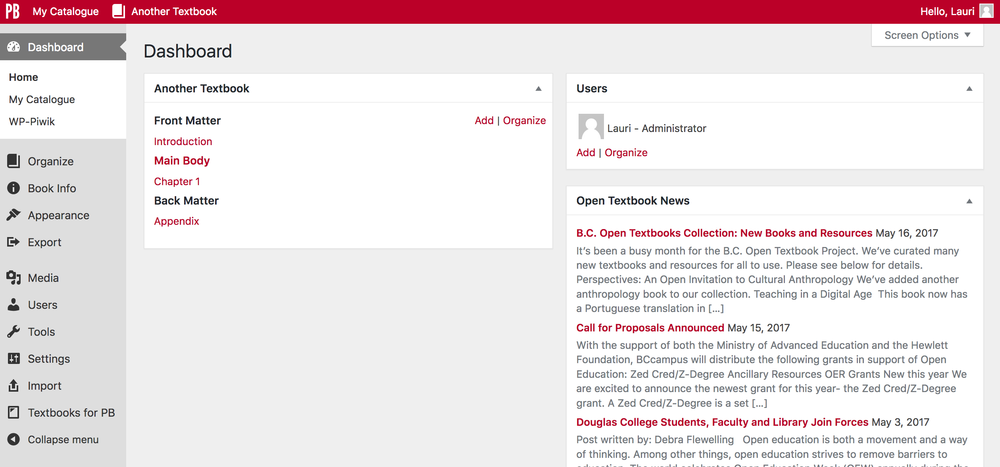 PB My Catalogue Another Textbook Hello, Lauri
Screen Options
Dashboard
Home
My Catalogue
WP-Piwik
Organize
Book Info
Appearance
Export
Media
Users
Tools
Settings
Import
Textbooks for PB
Collapse menu
Dashboard
Another Textbook
Front Matter Add | Organize
Introduction
Main Body
Chapter 1
Back Matter
Appendix
Users
Lauri - Administrator
Add | Organize
Open Textbook News
B.C. Open Textbooks Collection: New Books and Resources May 16, 2017
It’s been a busy month for the B.C. Open Textbook Project. We’ve curated many
new textbooks and resources for all to use. Please see below for details.
Perspectives: An Open Invitation to Cultural Anthropology We’ve added another
anthropology book to our collection. Teaching in a Digital Age  This book now has
a Portuguese translation in [...]
Call for Proposals Announced May 15, 2017
With the support of both the Ministry of Advanced Education and the Hewlett
Foundation, BCcampus will distribute the following grants in support of Open
Education: Zed Cred/Z-Degree Ancillary Resources OER Grants New this year We
are excited to announce the newest grant for this year- the Zed Cred/Z-Degree
grant. A Zed Cred/Z-Degree is a set [...]
Douglas College Students, Faculty and Library Join Forces May 3, 2017
Post written by: Debra Flewelling   Open education is both a movement and a way
of thinking. Among other things, open education strives to remove barriers to
education. The world celebrates Open Education Week (OEW) annually during the